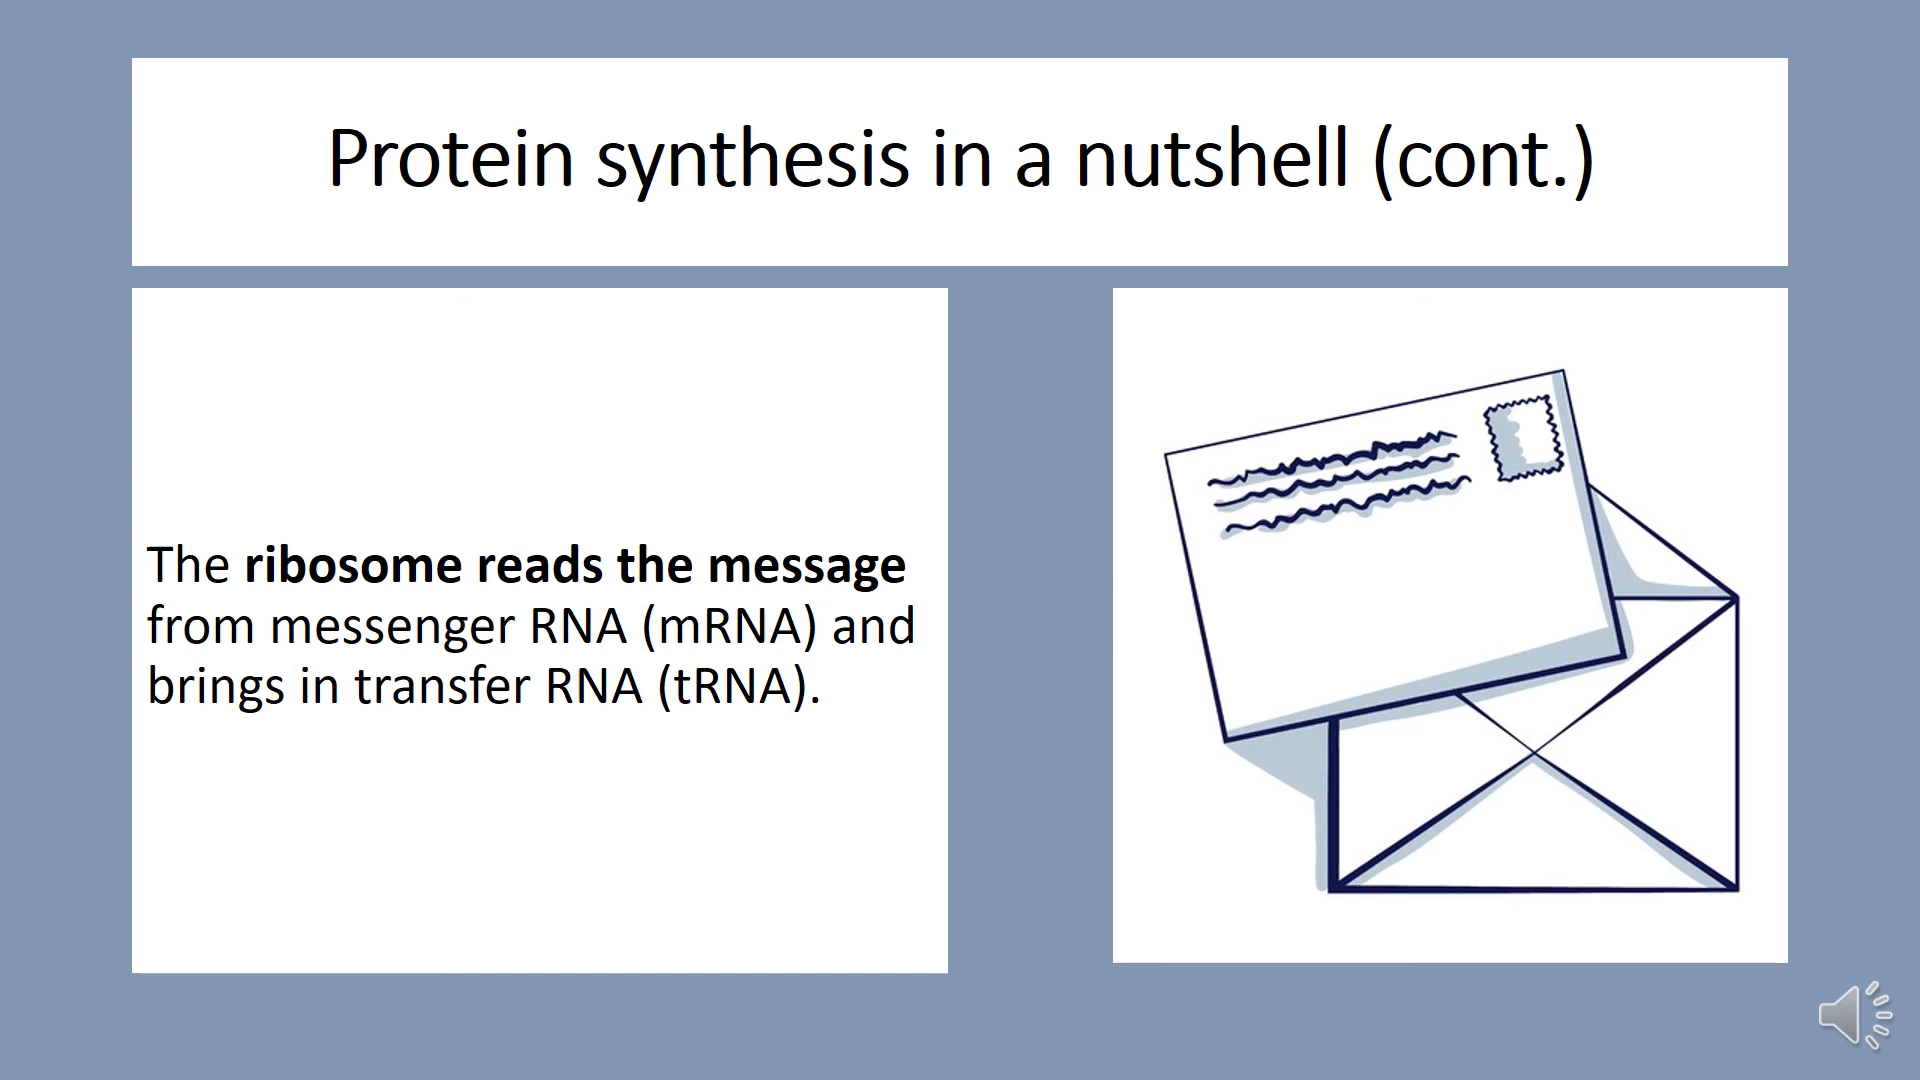 Protein synthesis in a nutshell (cont.)
The ribosome reads the message
from messenger RNA (mRNA) and
brings in transfer RNA (tRNA).